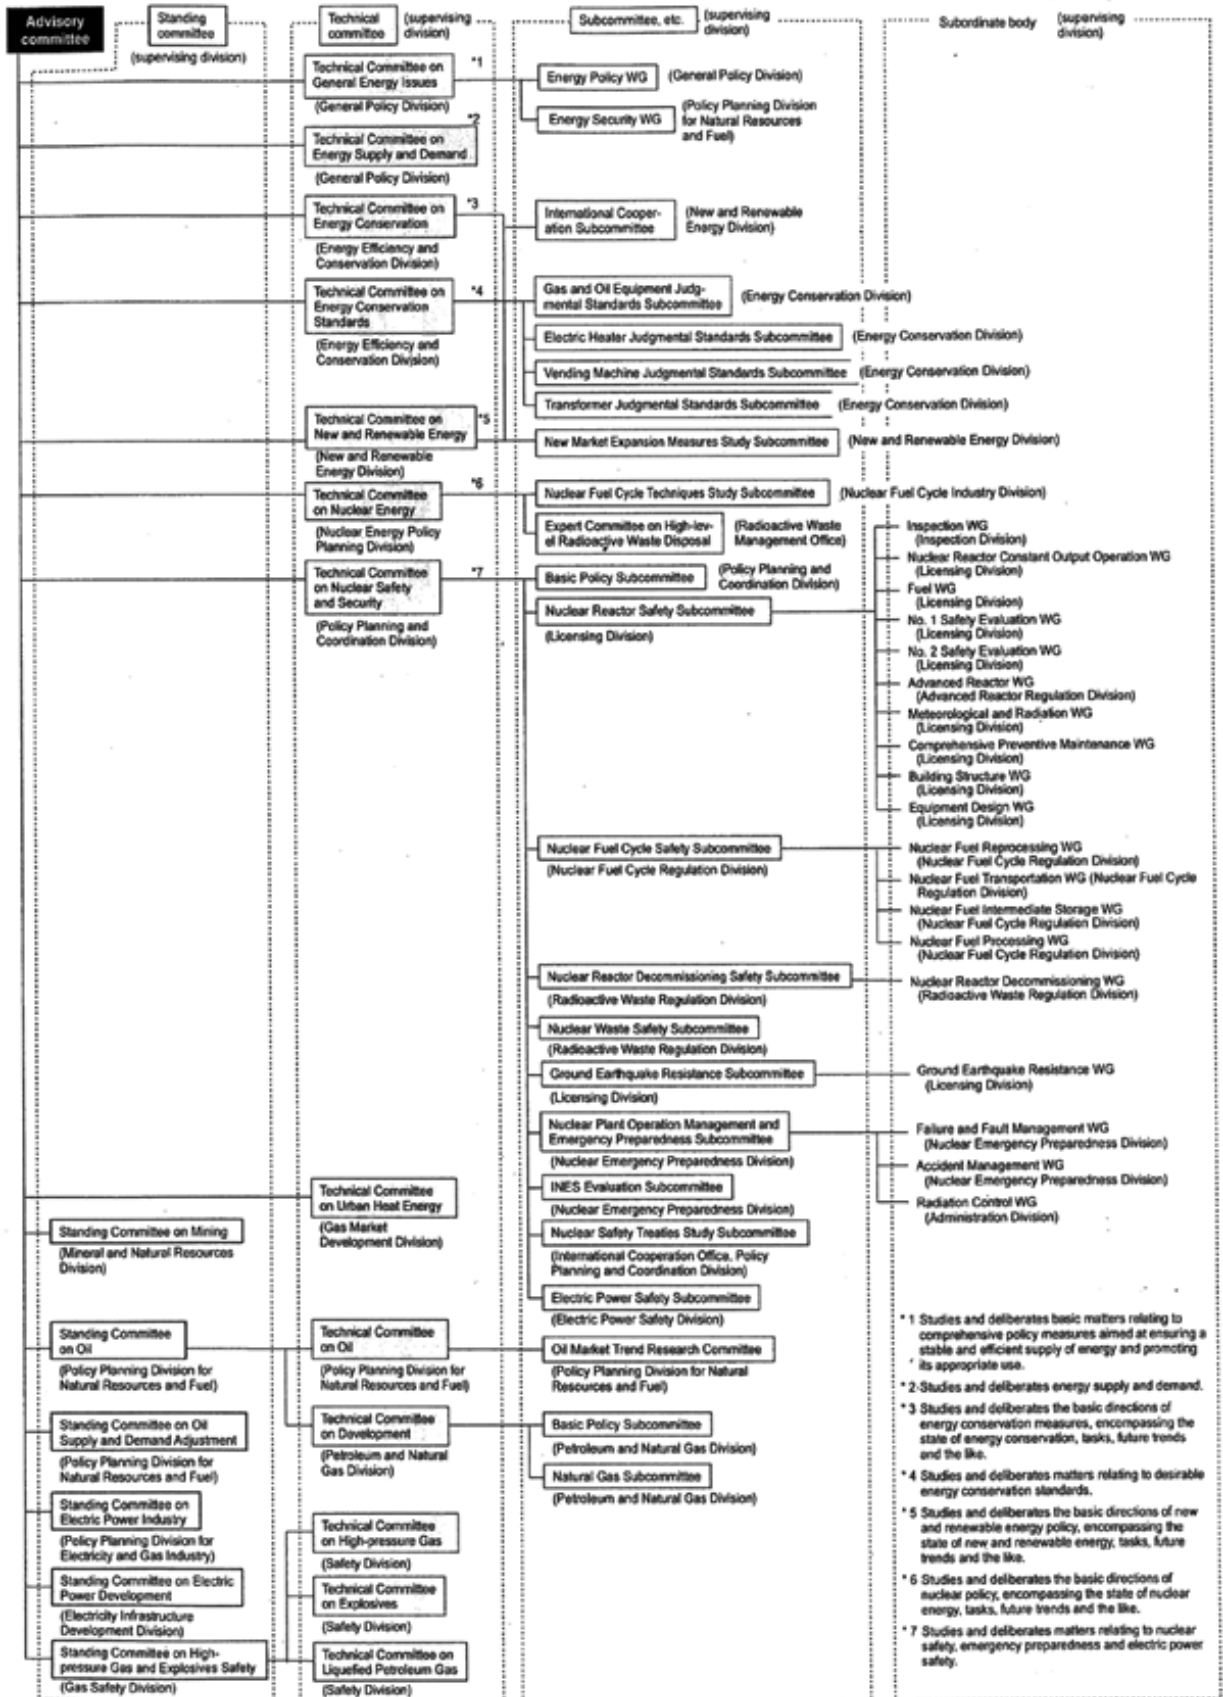 Advisory
committee
Standing
committee
(supervising division)
Technical
committee
(supervising
division)
Subcommittee, etc.
(supervising
division)
Subordinate body
(supervising
division)
Technical Committee on
General Energy Issues
*1
(General Policy Division)
Energy Policy WG
(General Policy Division)
Energy Security WG
(Policy Planning Division
for Natural Resources
and Fuel)
*2
Technical Committee on
Energy Supply and Demand
(General Policy Division)
Technical Committee on
Energy Conservation
*3
(Energy Efficiency and
Conservation Division)
International Cooper-
ation Subcommittee
(New and Renewable
Energy Division)
Technical Committee on
Energy Conservation
Standards
*4
(Energy Efficiency and
Conservation Division)
Gas and Oil Equipment Judg-
mental Standards Subcommittee
(Energy Conservation Division)
Electric Heater Judgmental Standards Subcommittee
(Energy Conservation Division)
Vending Machine Judgmental Standards Subcommittee
(Energy Conservation Division)
Transformer Judgmental Standards Subcommittee
(Energy Conservation Division)
Technical Committee on
New and Renewable Energy
*5
(New and Renewable
Energy Division)
New Market Expansion Measures Study Subcommittee
(New and Renewable Energy Division)
Technical Committee
on Nuclear Energy
*6
(Nuclear Energy Policy
Planning Division)
Nuclear Fuel Cycle Techniques Study Subcommittee
(Nuclear Fuel Cycle Industry Division)
Expert Committee on High-lev-
el Radioactive Waste Disposal
(Radioactive Waste
Management Office)
Technical Committee
on Nuclear Safety
and Security
*7
(Policy Planning and
Coordination Division)
Basic Policy Subcommittee
(Policy Planning and
Coordination Division)
Nuclear Reactor Safety Subcommittee
(Licensing Division)
Inspection WG
(Inspection Division)
Nuclear Reactor Constant Output Operation WG
(Licensing Division)
Fuel WG
(Licensing Division)
No. 1 Safety Evaluation WG
(Licensing Division)
No. 2 Safety Evaluation WG
(Licensing Division)
Advanced Reactor WG
(Advanced Reactor Regulation Division)
Meteorological and Radiation WG
(Licensing Division)
Comprehensive Preventive Maintenance WG
(Licensing Division)
Building Structure WG
(Licensing Division)
Equipment Design WG
(Licensing Division)
Nuclear Fuel Cycle Safety Subcommittee
(Nuclear Fuel Cycle Regulation Division)
Nuclear Fuel Reprocessing WG
(Nuclear Fuel Cycle Regulation Division)
Nuclear Fuel Transportation WG (Nuclear Fuel Cycle
Regulation Division)
Nuclear Fuel Intermediate Storage WG
(Nuclear Fuel Cycle Regulation Division)
Nuclear Fuel Processing WG
(Nuclear Fuel Cycle Regulation Division)
Nuclear Reactor Decommissioning Safety Subcommittee
(Radioactive Waste Regulation Division)
Nuclear Reactor Decommissioning WG
(Radioactive Waste Regulation Division)
Nuclear Waste Safety Subcommittee
(Radioactive Waste Regulation Division)
Ground Earthquake Resistance Subcommittee
(Licensing Division)
Ground Earthquake Resistance WG
(Licensing Division)
Nuclear Plant Operation Management and
Emergency Preparedness Subcommittee
(Nuclear Emergency Preparedness Division)
Failure and Fault Management WG
(Nuclear Emergency Preparedness Division)
Accident Management WG
(Nuclear Emergency Preparedness Division)
Radiation Control WG
(Administration Division)
INES Evaluation Subcommittee
(Nuclear Emergency Preparedness Division)
Nuclear Safety Treaties Study Subcommittee
(International Cooperation Office, Policy
Planning and Coordination Division)
Electric Power Safety Subcommittee
(Electric Power Safety Division)
Technical Committee
on Urban Heat Energy
(Gas Market
Development Division)
Standing Committee on Mining
(Mineral and Natural Resources
Division)
Standing Committee
on Oil
(Policy Planning Division for
Natural Resources and Fuel)
Technical Committee
on Oil
(Policy Planning Division for
Natural Resources and Fuel)
Oil Market Trend Research Committee
(Policy Planning Division for Natural
Resources and Fuel)
Technical Committee
on Development
(Petroleum and Natural
Gas Division)
Basic Policy Subcommittee
(Petroleum and Natural Gas Division)
Natural Gas Subcommittee
(Petroleum and Natural Gas Division)
Standing Committee on Oil
Supply and Demand Adjustment
(Policy Planning Division for
Natural Resources and Fuel)
Standing Committee on
Electric Power Industry
(Policy Planning Division for
Electricity and Gas Industry)
Standing Committee on Electric
Power Development
(Electricity Infrastructure
Development Division)
Standing Committee on High-
pressure Gas and Explosives Safety
(Gas Safety Division)
Technical Committee
on High-pressure Gas
(Safety Division)
Technical Committee
on Explosives
(Safety Division)
Technical Committee on
Liquefied Petroleum Gas
(Safety Division)
* 1 Studies and deliberates basic matters relating to
comprehensive policy measures aimed at ensuring a
stable and efficient supply of energy and promoting
its appropriate use.
* 2 Studies and deliberates energy supply and demand.
* 3 Studies and deliberates the basic directions of
energy conservation measures, encompassing the
state of energy conservation, tasks, future trends
and the like.
* 4 Studies and deliberates matters relating to desirable
energy conservation standards.
* 5 Studies and deliberates the basic directions of new
and renewable energy policy, encompassing the
state of new and renewable energy, tasks, future
trends and the like.
* 6 Studies and deliberates the basic directions of
nuclear policy, encompassing the state of nuclear
energy, tasks, future trends and the like.
* 7 Studies and deliberates matters relating to nuclear
safety, emergency preparedness and electric power
safety.